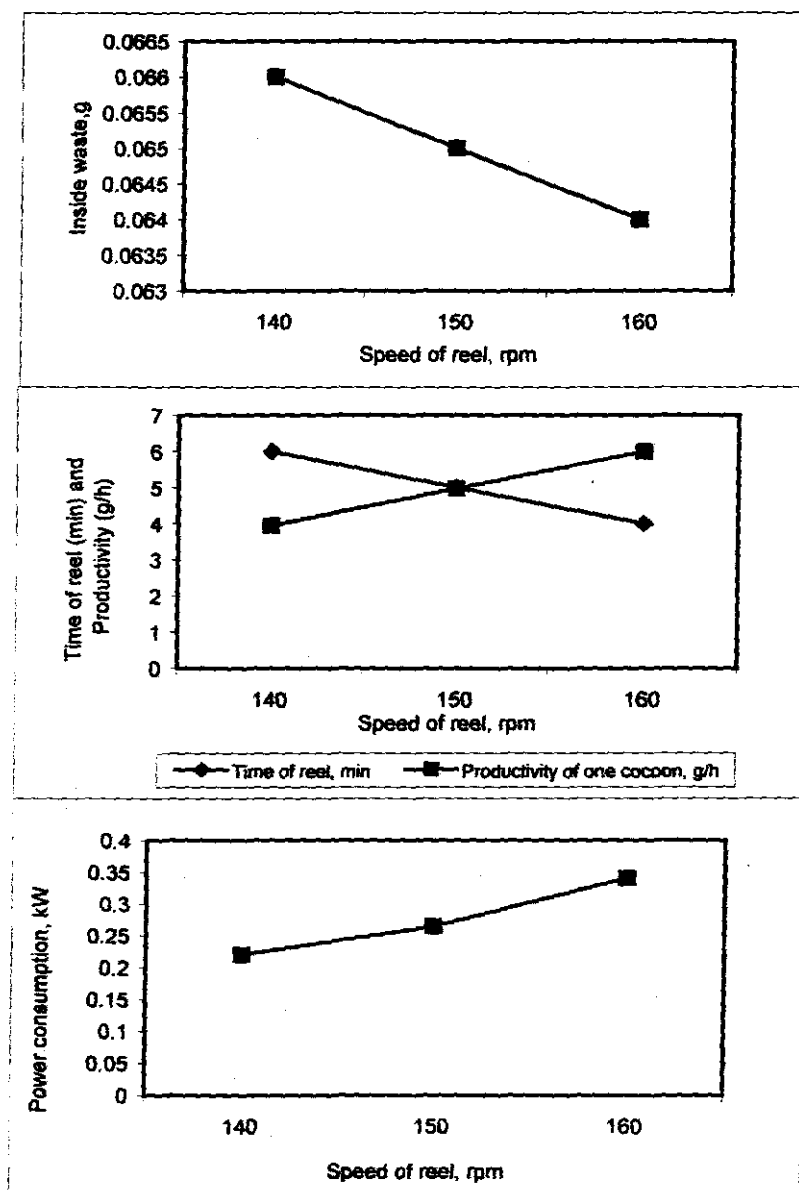 0.0665
0.066
0.0655
0.065
0.0645
0.064
0.0635
0.063
Inside waste,g
140 150 160
Speed of reel, rpm
7
6
5
4
3
2
1
0
Time of reel (min) and
Productivity (g/h)
140 150 160
Speed of reel, rpm
Time of reel, min Productivity of one cocoon, g/h
0.4
0.35
0.3
0.25
0.2
0.15
0.1
0.05
0
Power consumption, kW
140 150 160
Speed of reel, rpm